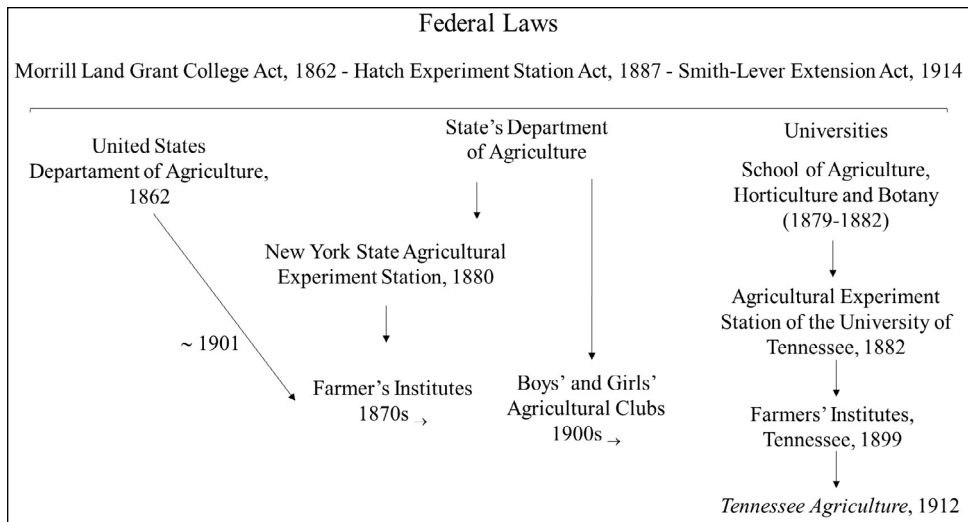 Federal Laws
Morrill Land Grant College Act, 1862 - Hatch Experiment Station Act, 1887 - Smith-Lever Extension Act, 1914
United States
Departament of Agriculture,
1862
State's Department
of Agriculture
Universities
School of Agriculture,
Horticulture and Botany
(1879-1882)
New York State Agricultural
Experiment Station, 1880
Agricultural Experiment
Station of the University of
Tennessee, 1882
~ 1901
Farmer's Institutes
1870s →
Boys' and Girls'
Agricultural Clubs
1900s →
Farmers' Institutes,
Tennessee, 1899
Tennessee Agriculture, 1912